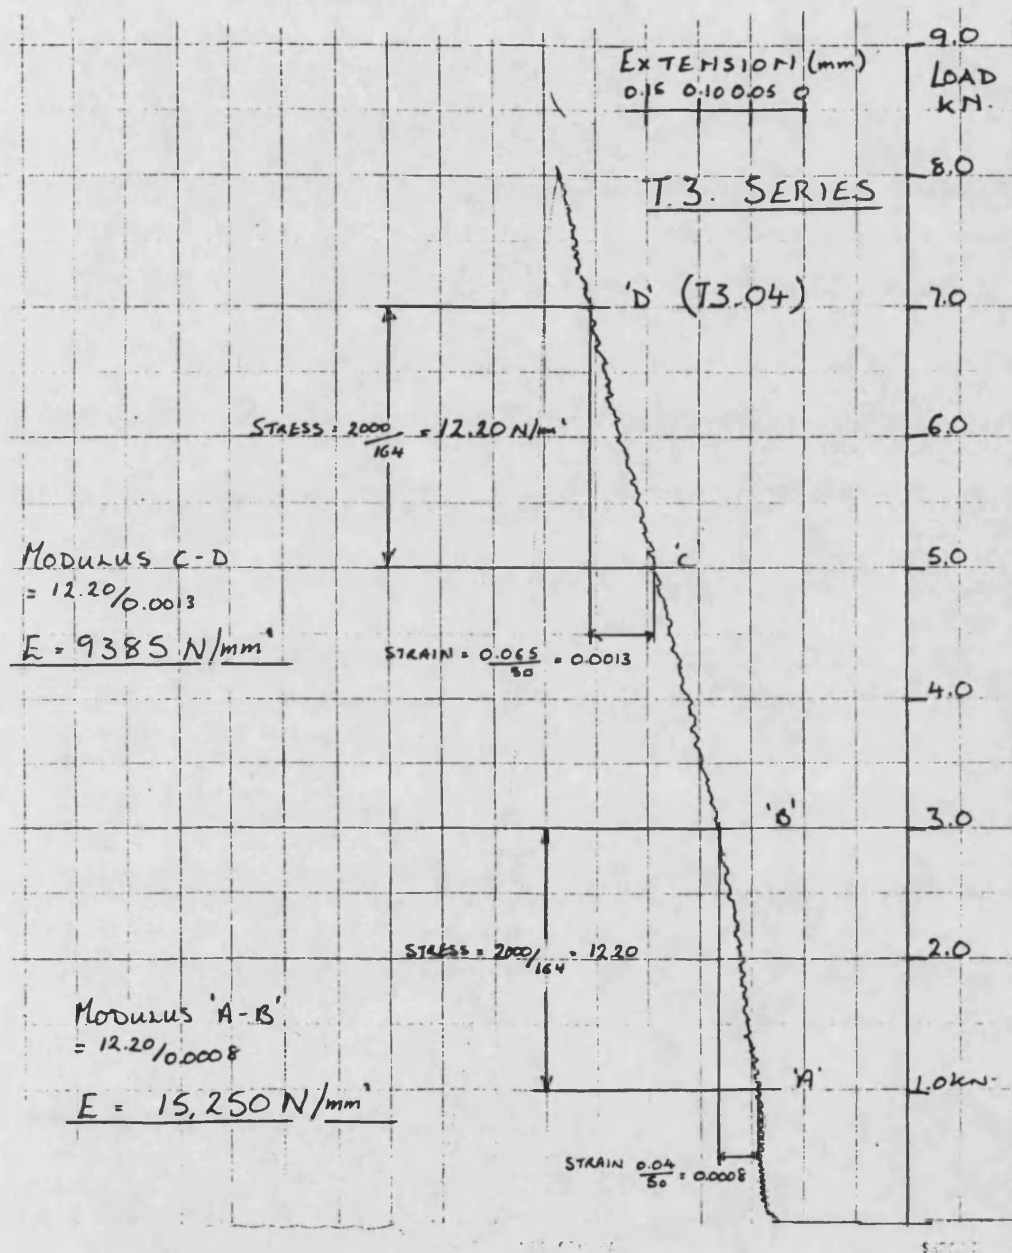 9.0
EXTENSION (mm)
LOAD
KN.
0.15 0.10 0.05 0
8.0
T.3. SERIES
'D' (T3.04)
7.0
STRESS = 2000/164 = 12.20 N/mm²
6.0
'C'
5.0
MODULUS C-D
= 12.20/0.0013
E = 9385 N/mm²
STRAIN = 0.065/50 = 0.0013
4.0
'B'
3.0
STRESS = 2000/164 = 12.20
2.0
MODULUS 'A-B'
= 12.20/0.0008
E = 15,250 N/mm²
'A'
1.0 KN.
STRAIN 0.04/50 = 0.0008